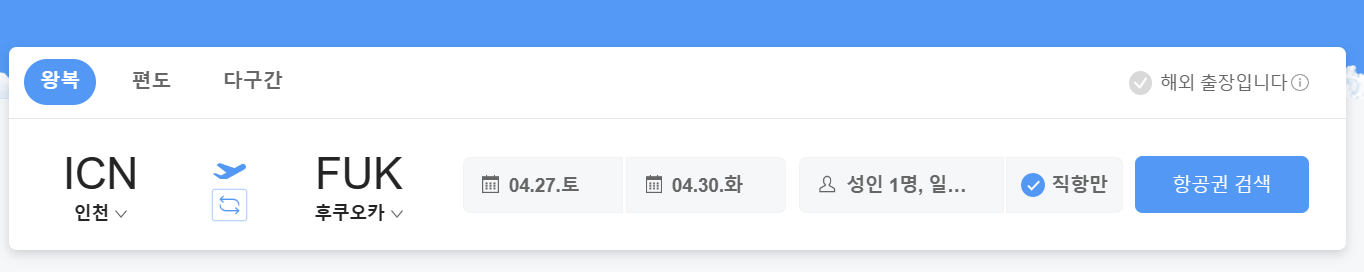 왕복 편도 다구간 해외 출장입니다
ICN FUK
인천 후쿠오카
04.27.토 04.30.화 성인 1명, 일... 직항만 항공권 검색